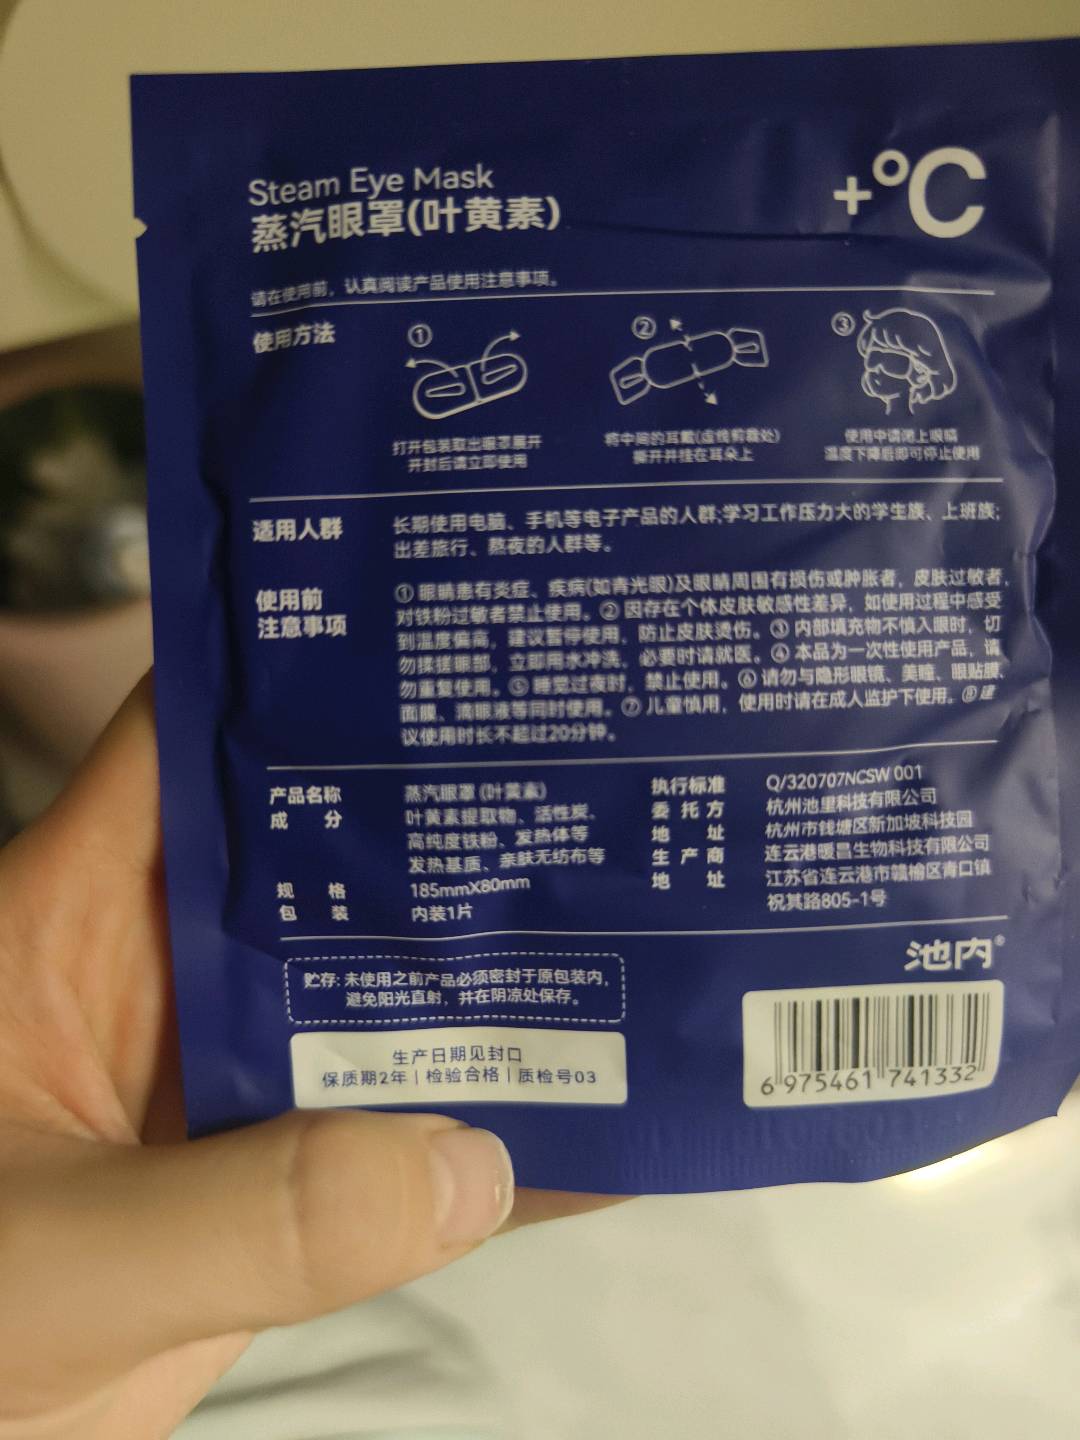 Steam Eye Mask
蒸汽眼罩(叶黄素)
+°C
请在使用前，认真阅读产品使用注意事项。
使用方法
①
打开包装取出眼罩展开
开封后请立即使用
②
将中间的耳戴(虚线剪裁处)
撕开并挂在耳朵上
③
使用中请闭上眼睛
温度下降后即可停止使用
适用人群
长期使用电脑、手机等电子产品的人群;学习工作压力大的学生族、上班族;
出差旅行、熬夜的人群等。
使用前
注意事项
① 眼睛患有炎症、疾病(如青光眼)及眼睛周围有损伤或肿胀者，皮肤过敏者，
对铁粉过敏者禁止使用。② 因存在个体皮肤敏感性差异，如使用过程中感受
到温度偏高，建议暂停使用，防止皮肤烫伤。③ 内部填充物不慎入眼时，切
勿揉搓眼部，立即用水冲洗，必要时请就医。④ 本品为一次性使用产品，请
勿重复使用。⑤ 睡觉过夜时，禁止使用。⑥ 请勿与隐形眼镜、美瞳、眼贴膜、
面膜、滴眼液等同时使用。⑦ 儿童慎用，使用时请在成人监护下使用。⑧ 建
议使用时长不超过20分钟。
产品名称 蒸汽眼罩 (叶黄素)
成 分 叶黄素提取物、活性炭、
高纯度铁粉、发热体等
发热基质、亲肤无纺布等
规 格 185mmX80mm
包 装 内装1片
执行标准 Q/320707NCSW 001
委 托 方 杭州池里科技有限公司
地 址 杭州市钱塘区新加坡科技园
生 产 商 连云港暖昌生物科技有限公司
地 址 江苏省连云港市赣榆区青口镇
祝其路805-1号
池内®
贮存: 未使用之前产品必须密封于原包装内，
避免阳光直射，并在阴凉处保存。
生产日期见封口
保质期2年 | 检验合格 | 质检号03
6 975461 741332